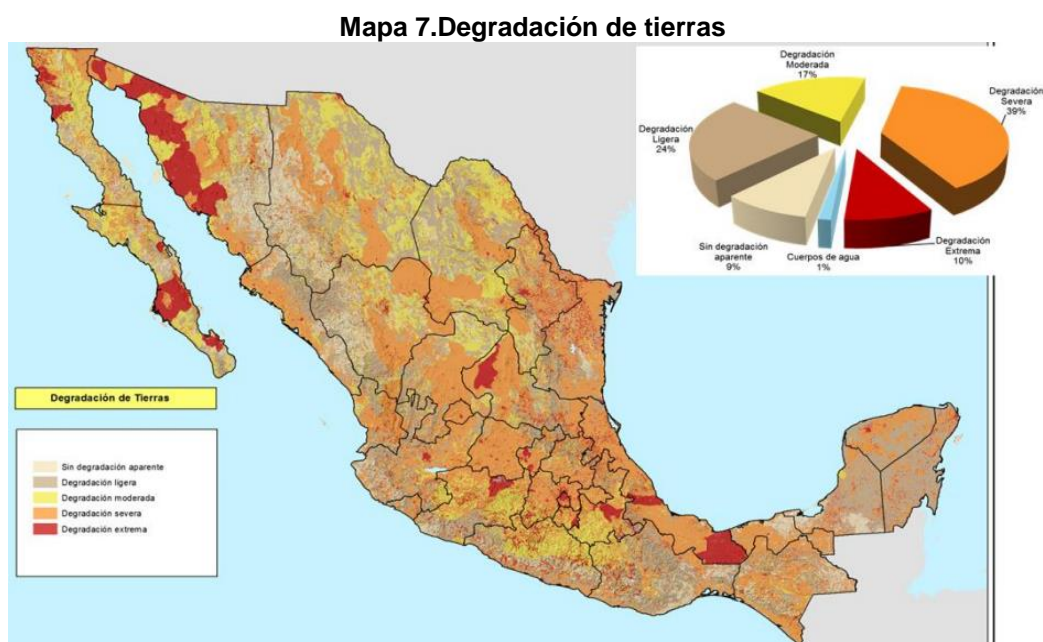 Mapa 7.Degradación de tierras
Degradación
Moderada
17%
Degradación
Severa
39%
Degradación
Ligera
24%
Sin degradación
aparente
9%
Cuerpos de agua
1%
Degradación
Extrema
10%
Degradación de Tierras
Sin degradación aparente
Degradación ligera
Degradación moderada
Degradación severa
Degradación extrema